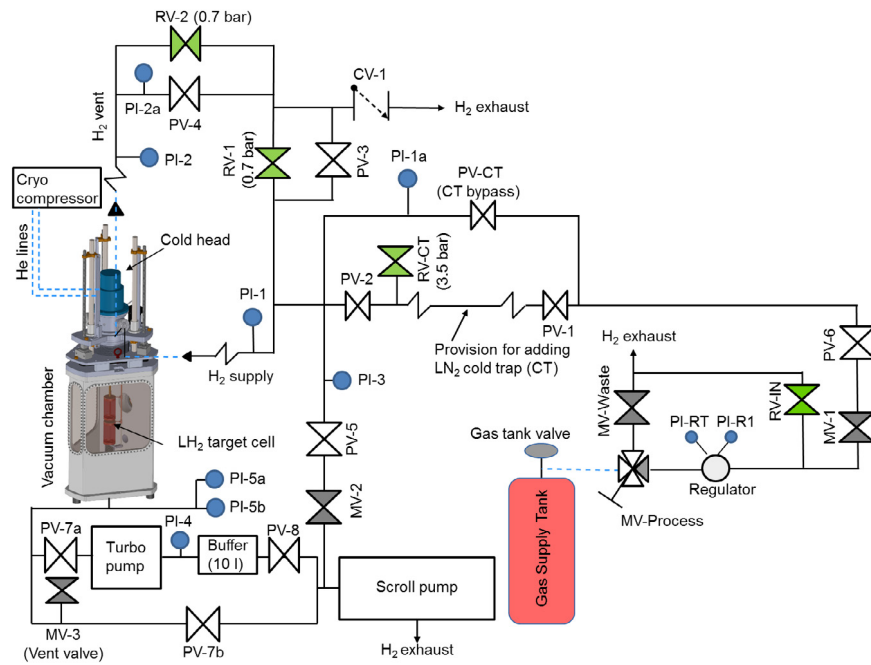 RV-2 (0.7 bar)
PI-2a
PV-4
H₂ vent
PI-2
CV-1
H₂ exhaust
RV-1
(0.7 bar)
PV-3
PI-1a
PV-CT
(CT bypass)
Cryo
compressor
He lines
Cold head
RV-CT
(3.5 bar)
PV-2
PI-1
PV-1
Provision for adding
LN₂ cold trap (CT)
H₂ supply
PI-3
PV-5
MV-2
H₂ exhaust
PV-6
MV-Waste
RV-IN
MV-1
PI-RT
PI-R1
Gas tank valve
Regulator
MV-Process
Gas Supply Tank
Vacuum chamber
LH₂ target cell
PI-5a
PI-5b
PV-7a
Turbo
pump
PI-4
Buffer
(10 l)
PV-8
Scroll pump
MV-3
(Vent valve)
PV-7b
H₂ exhaust